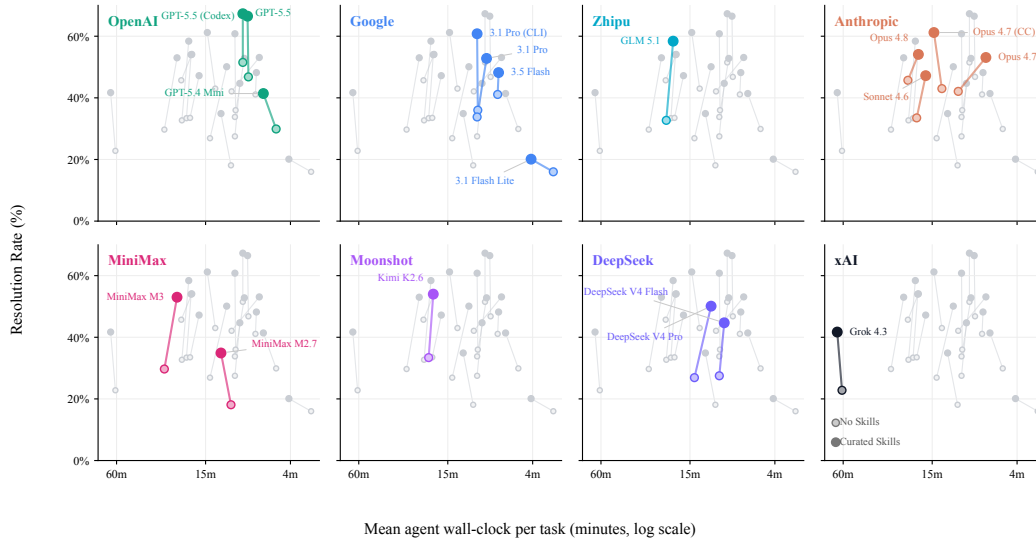 OpenAI
GPT-5.5 (Codex)
GPT-5.5
GPT-5.4 Mini
60%
40%
20%
0%
Google
3.1 Pro (CLI)
3.1 Pro
3.5 Flash
3.1 Flash Lite
Zhipu
GLM 5.1
Anthropic
Opus 4.7 (CC)
Opus 4.8
Opus 4.7
Sonnet 4.6
Resolution Rate (%)
MiniMax
MiniMax M3
MiniMax M2.7
60%
40%
20%
0%
60m
15m
4m
Moonshot
Kimi K2.6
60m
15m
4m
DeepSeek
DeepSeek V4 Flash
DeepSeek V4 Pro
60m
15m
4m
xAI
Grok 4.3
No Skills
Curated Skills
60m
15m
4m
Mean agent wall-clock per task (minutes, log scale)